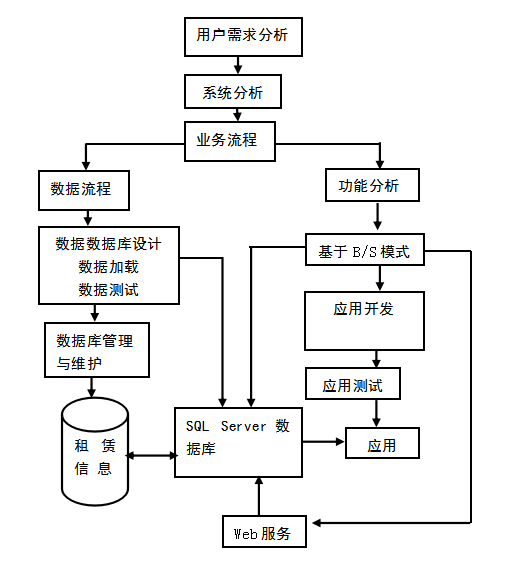 用户需求分析
系统分析
业务流程
数据流程
功能分析
数据数据库设计
数据加载
数据测试
基于 B/S 模式
应用开发
数据库管理
与维护
应用测试
租 赁
信 息
SQL Server 数
据库
应用
Web 服务